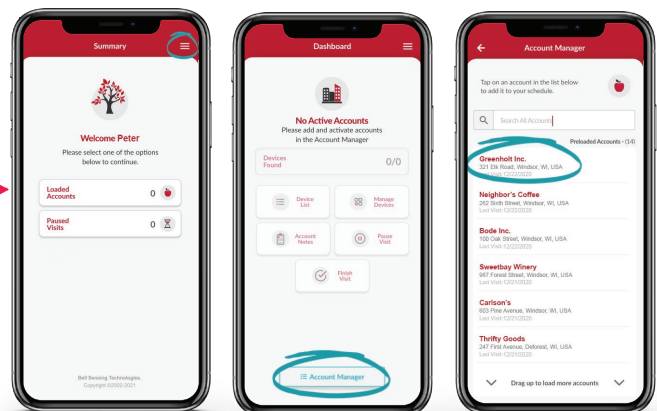 Summary
Welcome Peter
Please select one of the options
below to continue.
Loaded
Accounts
0
Paused
Visits
0
Bell Sensing Technologies
Copyright ©2002-2021
Dashboard
No Active Accounts
Please add and activate accounts
in the Account Manager
Devices
Found
0/0
Device
List
Manage
Devices
Account
Notes
Pause
Visit
Finish
Visit
Account Manager
Account Manager
Tap on an account in the list below
to add it to your schedule.
Search All Accounts
Preloaded Accounts - (14)
Greenholt Inc.
321 Elk Road, Windsor, WI, USA
Last Visit:12/22/2020
Neighbor's Coffee
262 Sixth Street, Windsor, WI, USA
Last Visit:12/22/2020
Bode Inc.
100 Oak Street, Windsor, WI, USA
Last Visit:12/22/2020
Sweetbay Winery
987 Forest Street, Windsor, WI, USA
Last Visit:12/21/2020
Carlson's
603 Pine Avenue, Windsor, WI, USA
Last Visit:12/21/2020
Thrifty Goods
247 First Avenue, Deforest, WI, USA
Last Visit:12/21/2020
Drag up to load more accounts